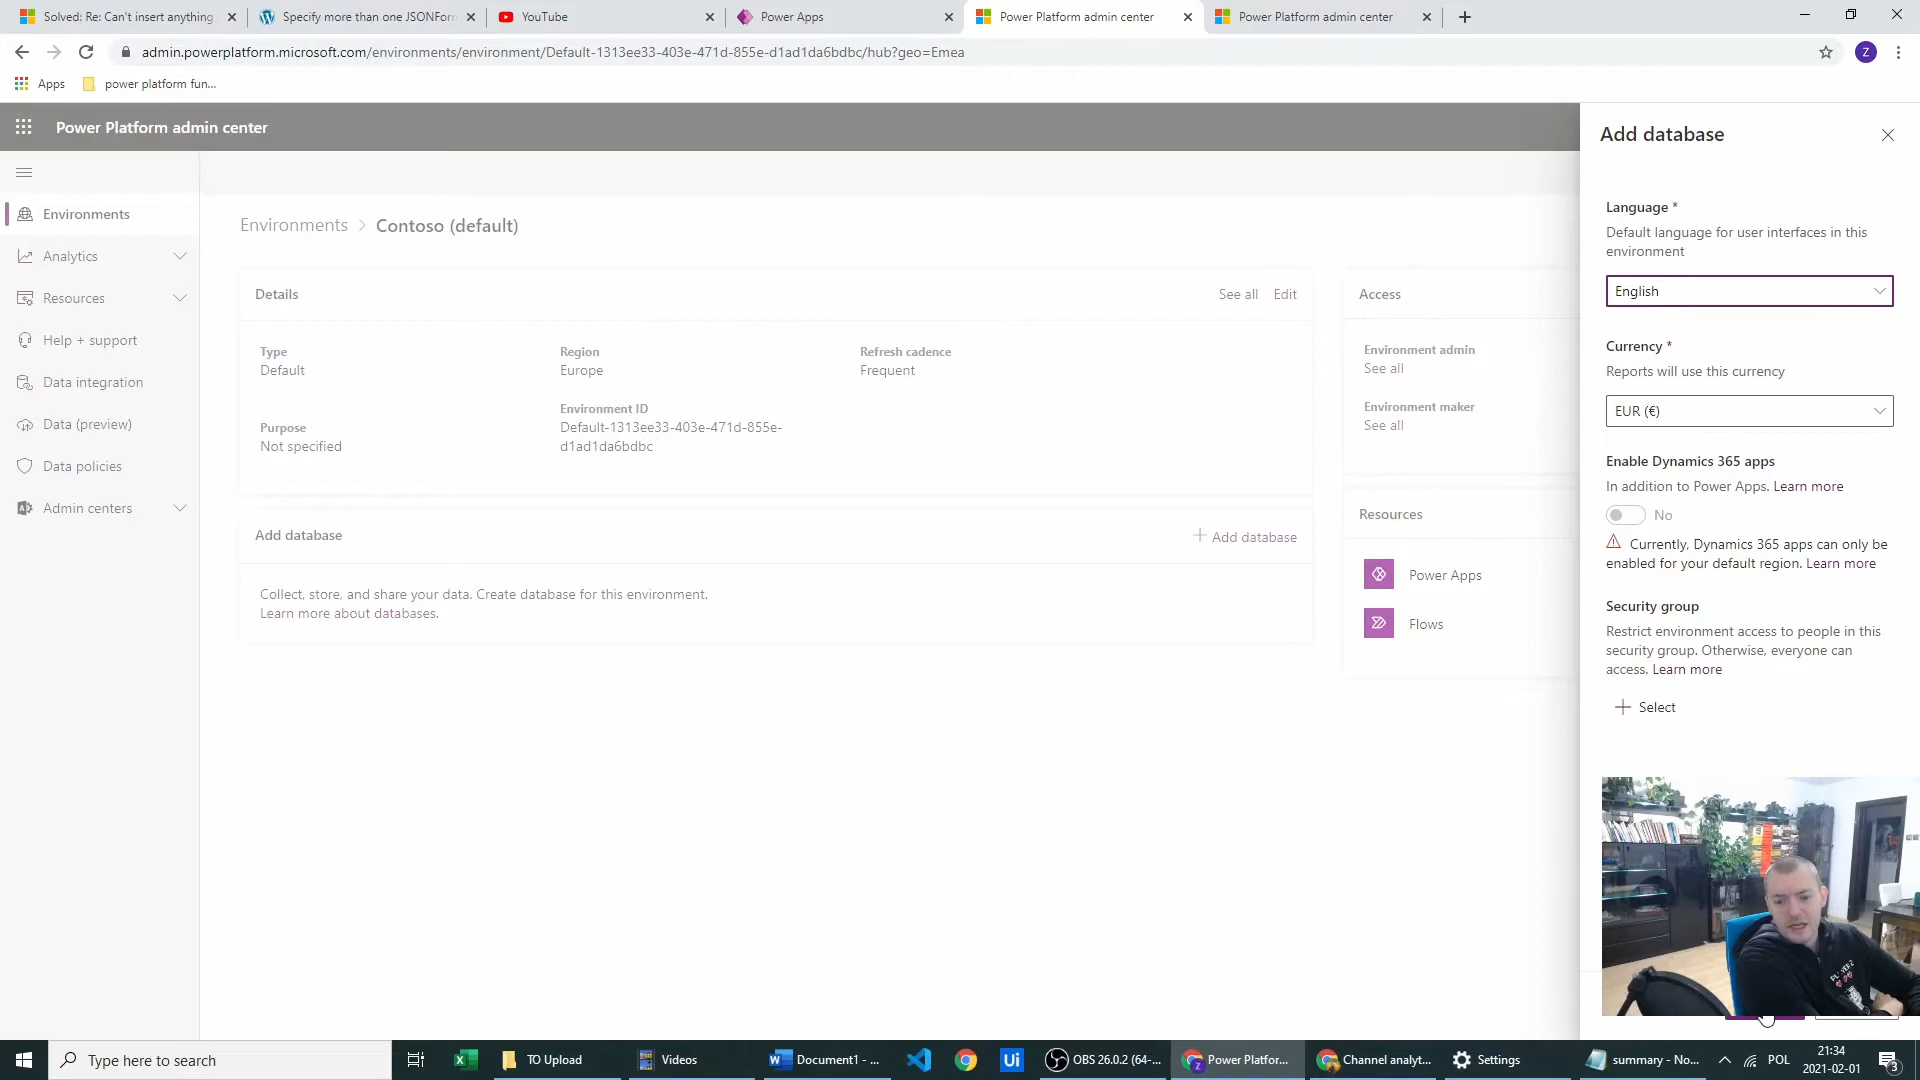 Solved: Re: Can't insert anything
Specify more than one JSONForm
YouTube
Power Apps
Power Platform admin center
Power Platform admin center
admin.powerplatform.microsoft.com/environments/environment/Default-1313ee33-403e-471d-855e-d1ad1da6bdbc/hub?geo=Emea
Z
Apps
power platform fun...
Power Platform admin center
Environments
Analytics
Resources
Help + support
Data integration
Data (preview)
Data policies
Admin centers
Environments > Contoso (default)
Details
See all
Edit
Type
Default
Region
Europe
Refresh cadence
Frequent
Purpose
Not specified
Environment ID
Default-1313ee33-403e-471d-855e-
d1ad1da6bdbc
Add database
+ Add database
Collect, store, and share your data. Create database for this environment.
Learn more about databases.
Access
Environment admin
See all
Environment maker
See all
Resources
Power Apps
Flows
Add database
Language *
Default language for user interfaces in this
environment
English
Currency *
Reports will use this currency
EUR (€)
Enable Dynamics 365 apps
In addition to Power Apps. Learn more
No
Currently, Dynamics 365 apps can only be
enabled for your default region. Learn more
Security group
Restrict environment access to people in this
security group. Otherwise, everyone can
access. Learn more
+ Select
Type here to search
TO Upload
Videos
Document1 - ...
Ui
OBS 26.0.2 (64-...
Power Platfor...
Channel analyt...
Settings
summary - No...
POL
21:34
2021-02-01
3